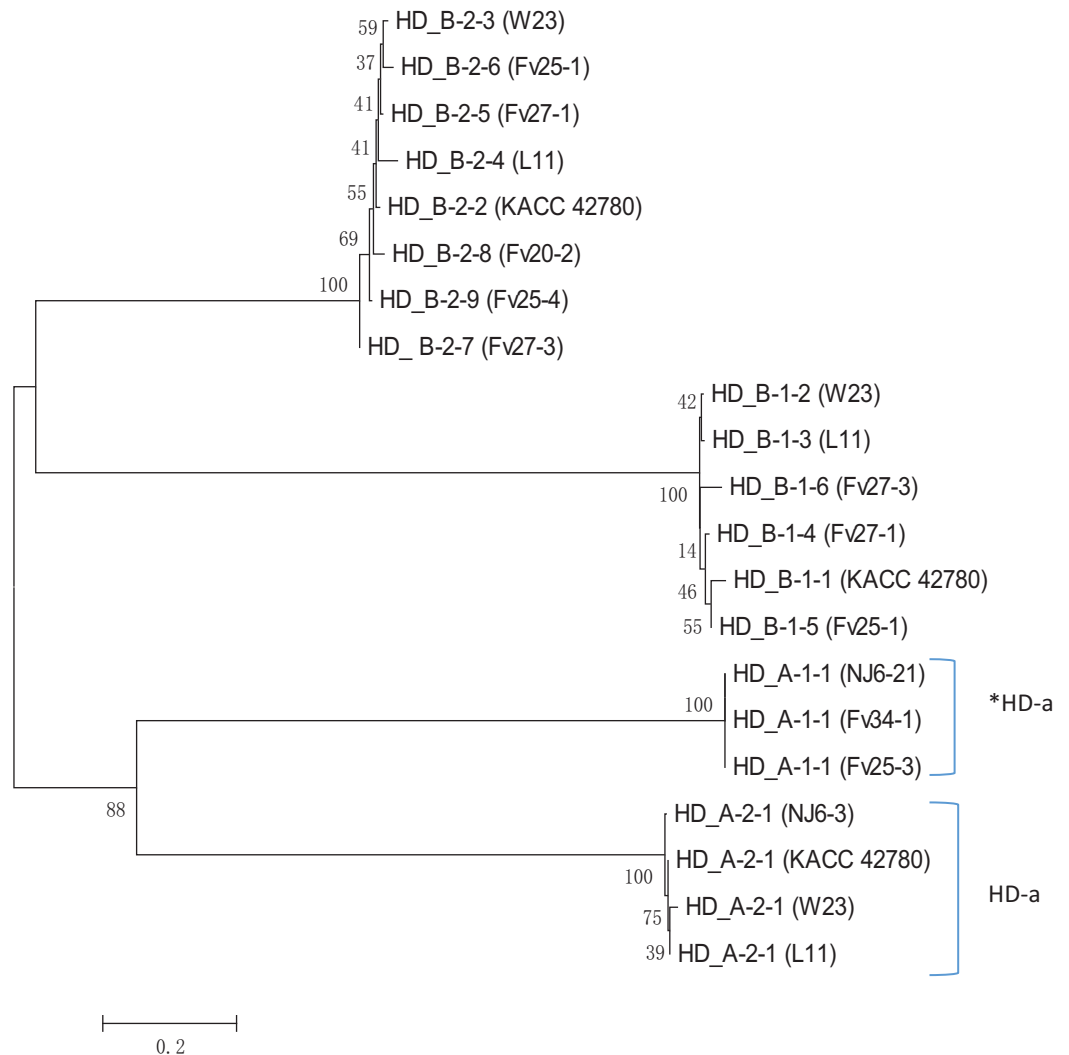 59
HD_B-2-3 (W23)
37
HD_B-2-6 (Fv25-1)
41
HD_B-2-5 (Fv27-1)
41
HD_B-2-4 (L11)
55
HD_B-2-2 (KACC 42780)
69
HD_B-2-8 (Fv20-2)
100
HD_B-2-9 (Fv25-4)
HD_ B-2-7 (Fv27-3)
42
HD_B-1-2 (W23)
HD_B-1-3 (L11)
100
HD_B-1-6 (Fv27-3)
14
HD_B-1-4 (Fv27-1)
46
HD_B-1-1 (KACC 42780)
55
HD_B-1-5 (Fv25-1)
HD_A-1-1 (NJ6-21)
100
HD_A-1-1 (Fv34-1)
*HD-a
HD_A-1-1 (Fv25-3)
88
HD_A-2-1 (NJ6-3)
HD_A-2-1 (KACC 42780)
100
HD-a
75
HD_A-2-1 (W23)
39
HD_A-2-1 (L11)
0.2